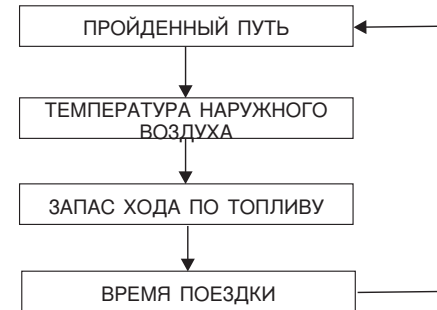 ПРОЙДЕННЫЙ ПУТЬ
ТЕМПЕРАТУРА НАРУЖНОГО
ВОЗДУХА
ЗАПАС ХОДА ПО ТОПЛИВУ
ВРЕМЯ ПОЕЗДКИ